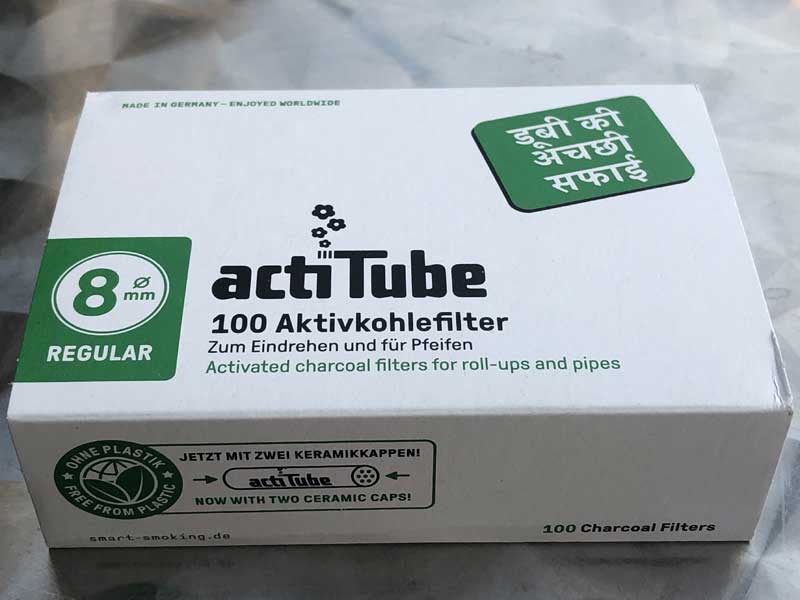 MADE IN GERMANY – ENJOYED WORLDWIDE
डूबी की
अचछी
सफाई
8 Ø mm
REGULAR
actiTube
100 Aktivkohlefilter
Zum Eindrehen und für Pfeifen
Activated charcoal filters for roll-ups and pipes
OHNE PLASTIK
FREE FROM PLASTIC
JETZT MIT ZWEI KERAMIKKAPPEN!
actiTube
NOW WITH TWO CERAMIC CAPS!
smart-smoking.de
100 Charcoal Filters